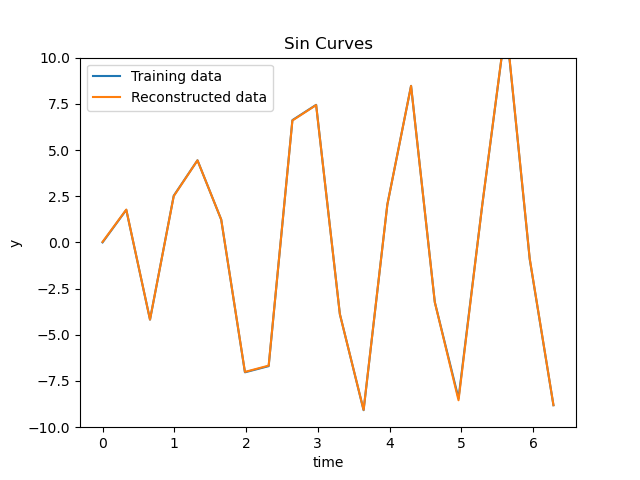 Sin Curves
Training data
Reconstructed data
10.0
7.5
5.0
2.5
0.0
−2.5
−5.0
−7.5
−10.0
y
0 1 2 3 4 5 6
time